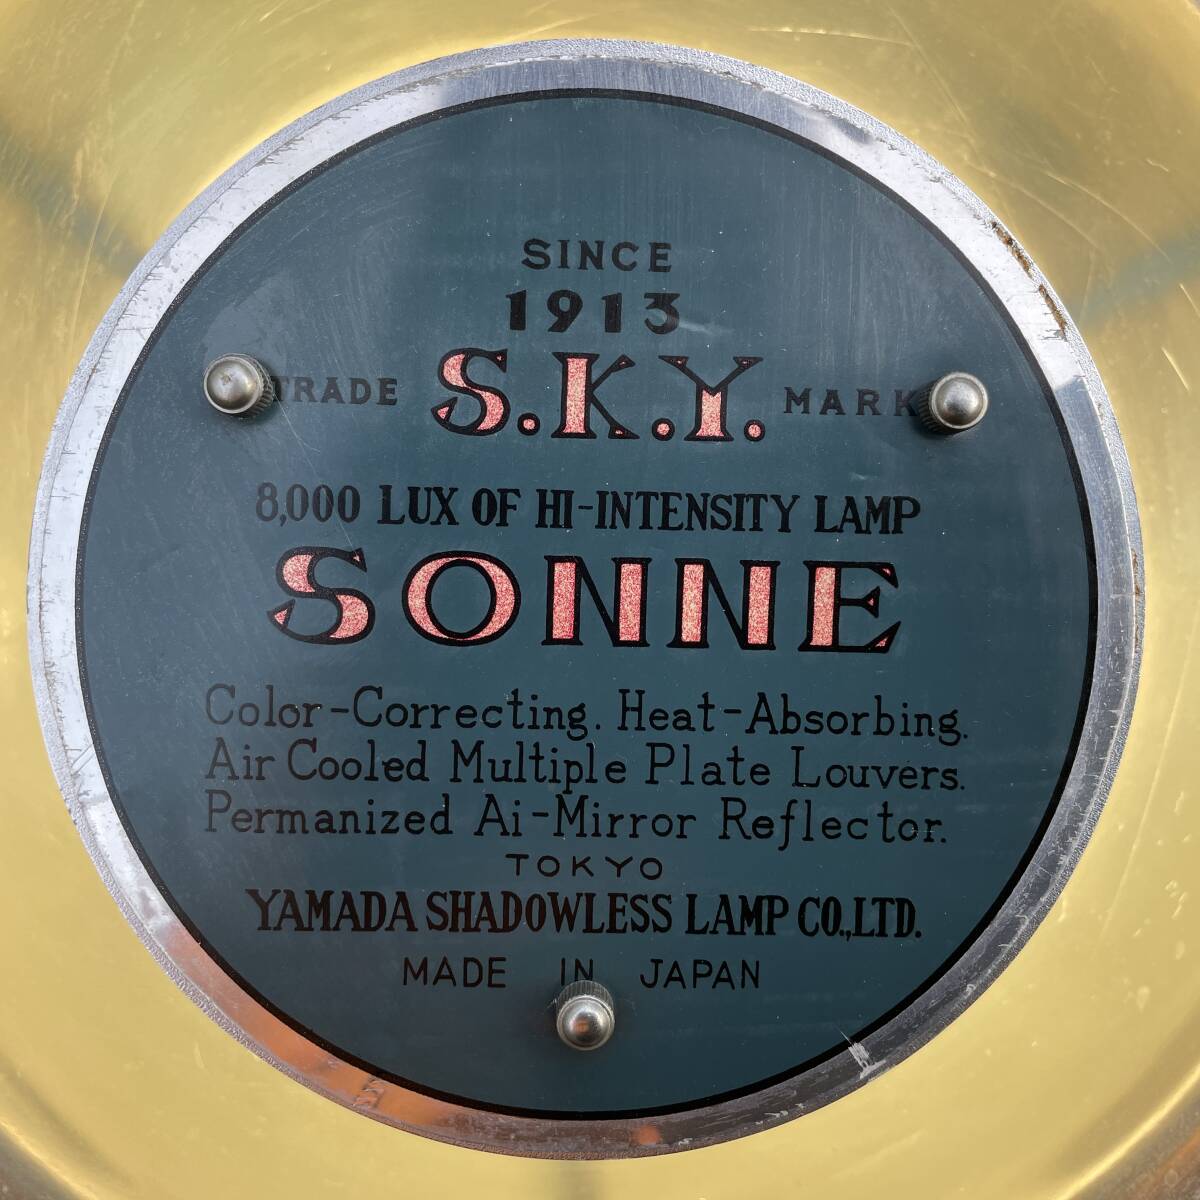 SINCE
1913
TRADE S.K.Y. MARK
8,000 LUX OF HI-INTENSITY LAMP
SONNE
Color-Correcting. Heat-Absorbing.
Air Cooled Multiple Plate Louvers.
Permanized Ai-Mirror Reflector.
TOKYO
YAMADA SHADOWLESS LAMP CO.,LTD.
MADE IN JAPAN